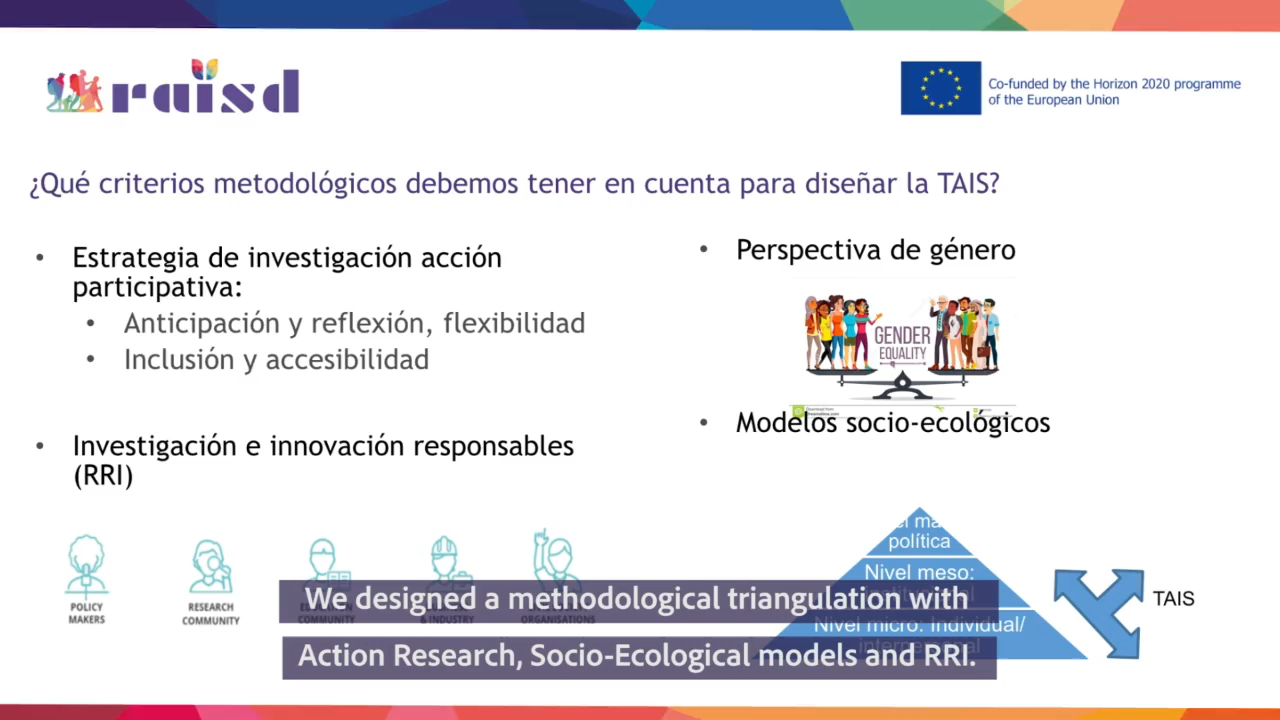 raisd
Co-funded by the Horizon 2020 programme
of the European Union
¿Qué criterios metodológicos debemos tener en cuenta para diseñar la TAIS?
• Estrategia de investigación acción
participativa:
• Anticipación y reflexión, flexibilidad
• Inclusión y accesibilidad
• Investigación e innovación responsables
(RRI)
• Perspectiva de género
GENDER
EQUALITY
• Modelos socio-ecológicos
política
Nivel meso:
Nivel micro: Individual/
TAIS
POLICY
MAKERS
RESEARCH
COMMUNITY
We designed a methodological triangulation with
Action Research, Socio-Ecological models and RRI.